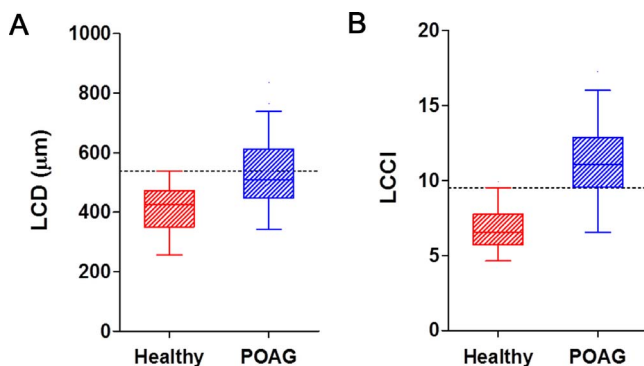 A
LCD (μm)
1000
800
600
400
200
0
Healthy
POAG
B
LCCI
20
15
10
5
0
Healthy
POAG